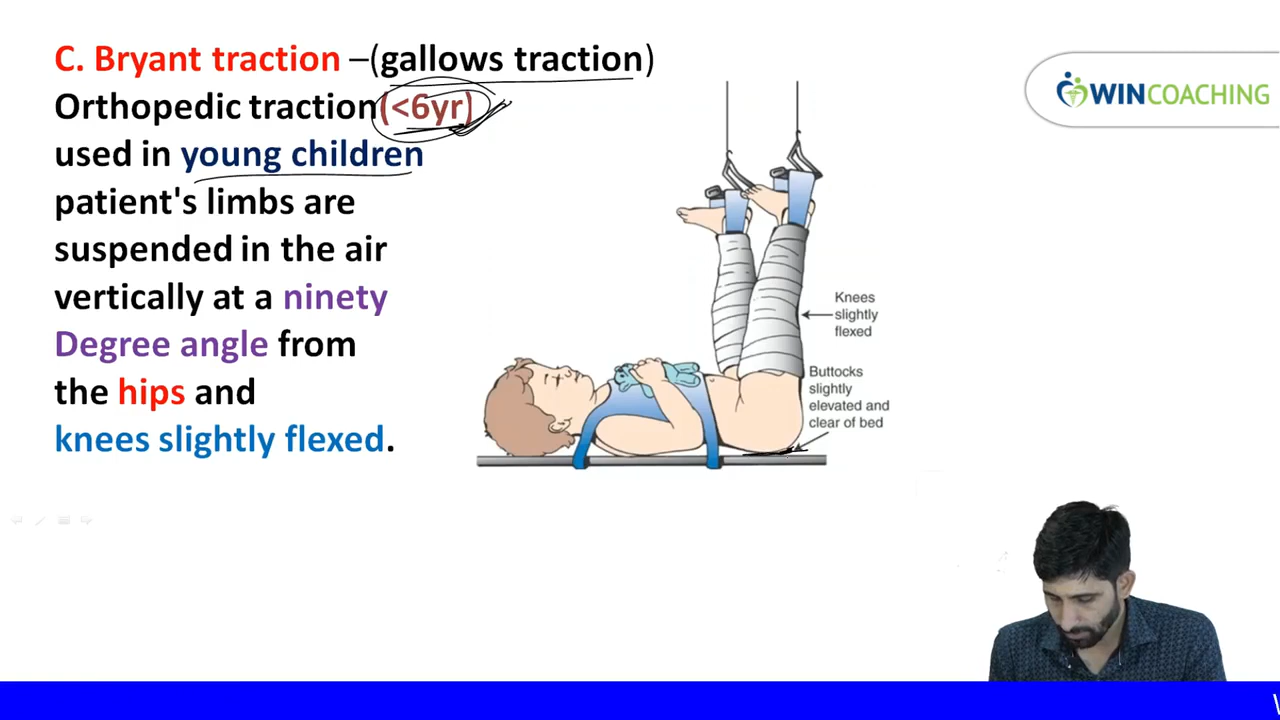 C. Bryant traction –(gallows traction)
Orthopedic traction(<6yr)
used in young children
patient's limbs are
suspended in the air
vertically at a ninety
Degree angle from
the hips and
knees slightly flexed.
WINCOACHING
Knees
slightly
flexed
Buttocks
slightly
elevated and
clear of bed